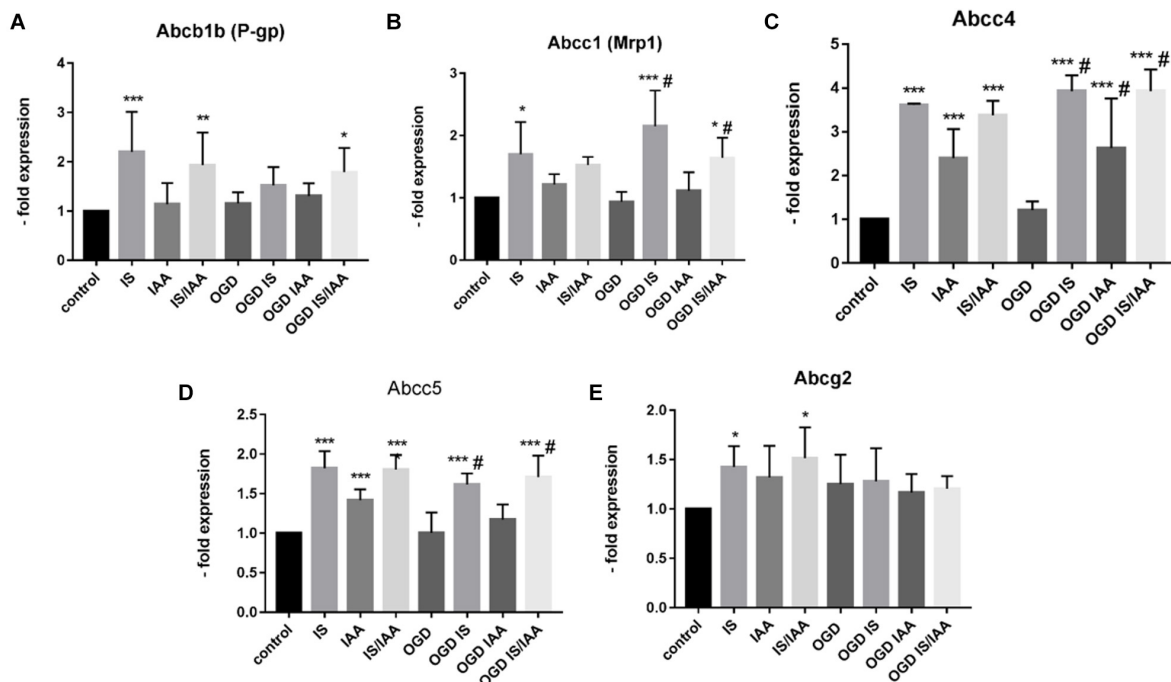 A
Abcb1b (P-gp)
- fold expression
4
3
2
1
0
***
**
*
control
IS
IAA
IS/IAA
OGD
OGD IS
OGD IAA
OGD IS/IAA
B
Abcc1 (Mrp1)
- fold expression
3
2
1
0
*
*** #
* #
control
IS
IAA
IS/IAA
OGD
OGD IS
OGD IAA
OGD IS/IAA
C
Abcc4
- fold expression
5
4
3
2
1
0
***
***
***
*** #
*** #
*** #
control
IS
IAA
IS/IAA
OGD
OGD IS
OGD IAA
OGD IS/IAA
D
Abcc5
- fold expression
2.5
2.0
1.5
1.0
0.5
0.0
***
***
***
*
*** #
*** #
control
IS
IAA
IS/IAA
OGD
OGD IS
OGD IAA
OGD IS/IAA
E
Abcg2
- fold expression
2.0
1.5
1.0
0.5
0.0
*
*
control
IS
IAA
IS/IAA
OGD
OGD IS
OGD IAA
OGD IS/IAA